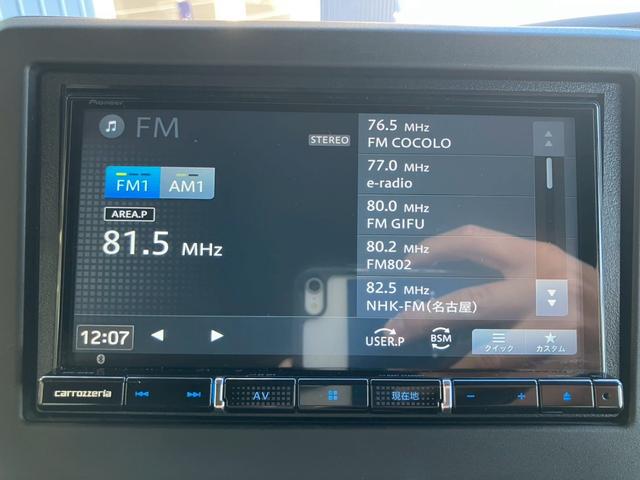 Pioneer
FM
STEREO
FM1 AM1
AREA.P
81.5 MHz
76.5 MHz
FM COCOLO
77.0 MHz
e-radio
80.0 MHz
FM GIFU
80.2 MHz
FM802
82.5 MHz
NHK-FM(名古屋)
12:07
USER.P
BSM
クイック
カスタム
carrozzeria
AV
現在地
− +